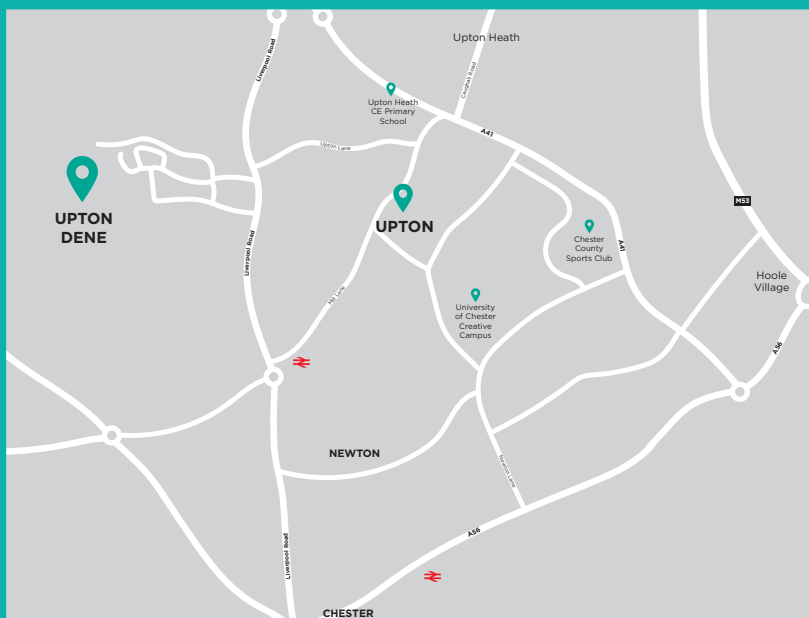 Upton Heath
Liverpool Road
Caughall Road
Upton Heath
CE Primary
School
A41
Upton Lane
UPTON
DENE
UPTON
M53
Liverpool Road
Chester
County
Sports Club
A41
Hoole
Village
Mill Lane
University
of Chester
Creative
Campus
A56
NEWTON
Newton Lane
A56
Liverpool Road
CHESTER